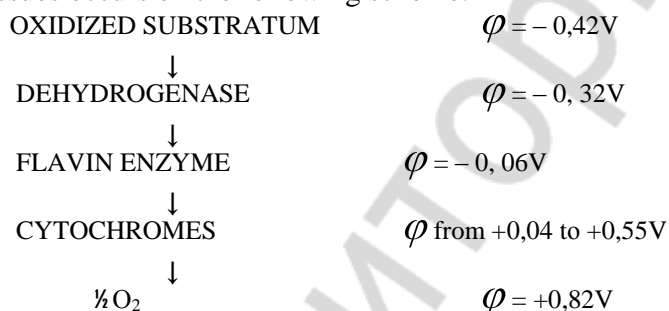 OXIDIZED SUBSTRATUM φ = – 0,42V
↓
DEHYDROGENASE φ = – 0, 32V
↓
FLAVIN ENZYME φ = – 0, 06V
↓
CYTOCHROMES φ from +0,04 to +0,55V
↓
½ O₂ φ = +0,82V